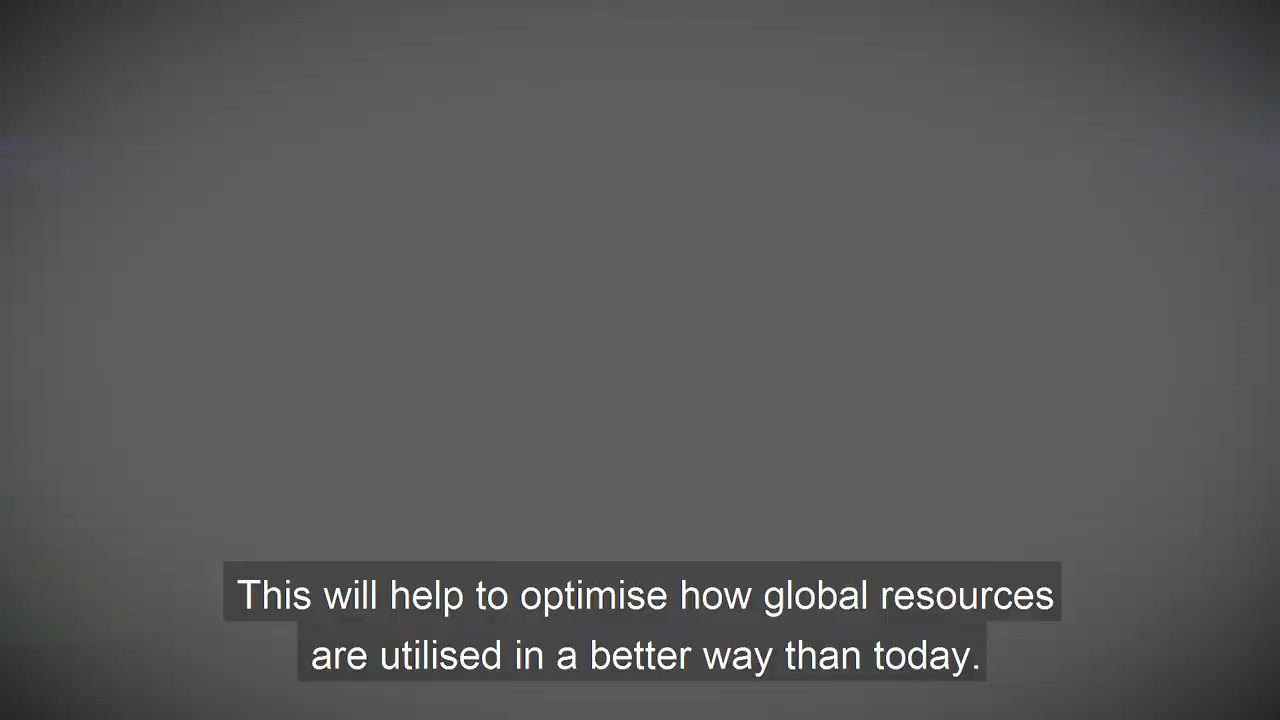 This will help to optimise how global resources
are utilised in a better way than today.